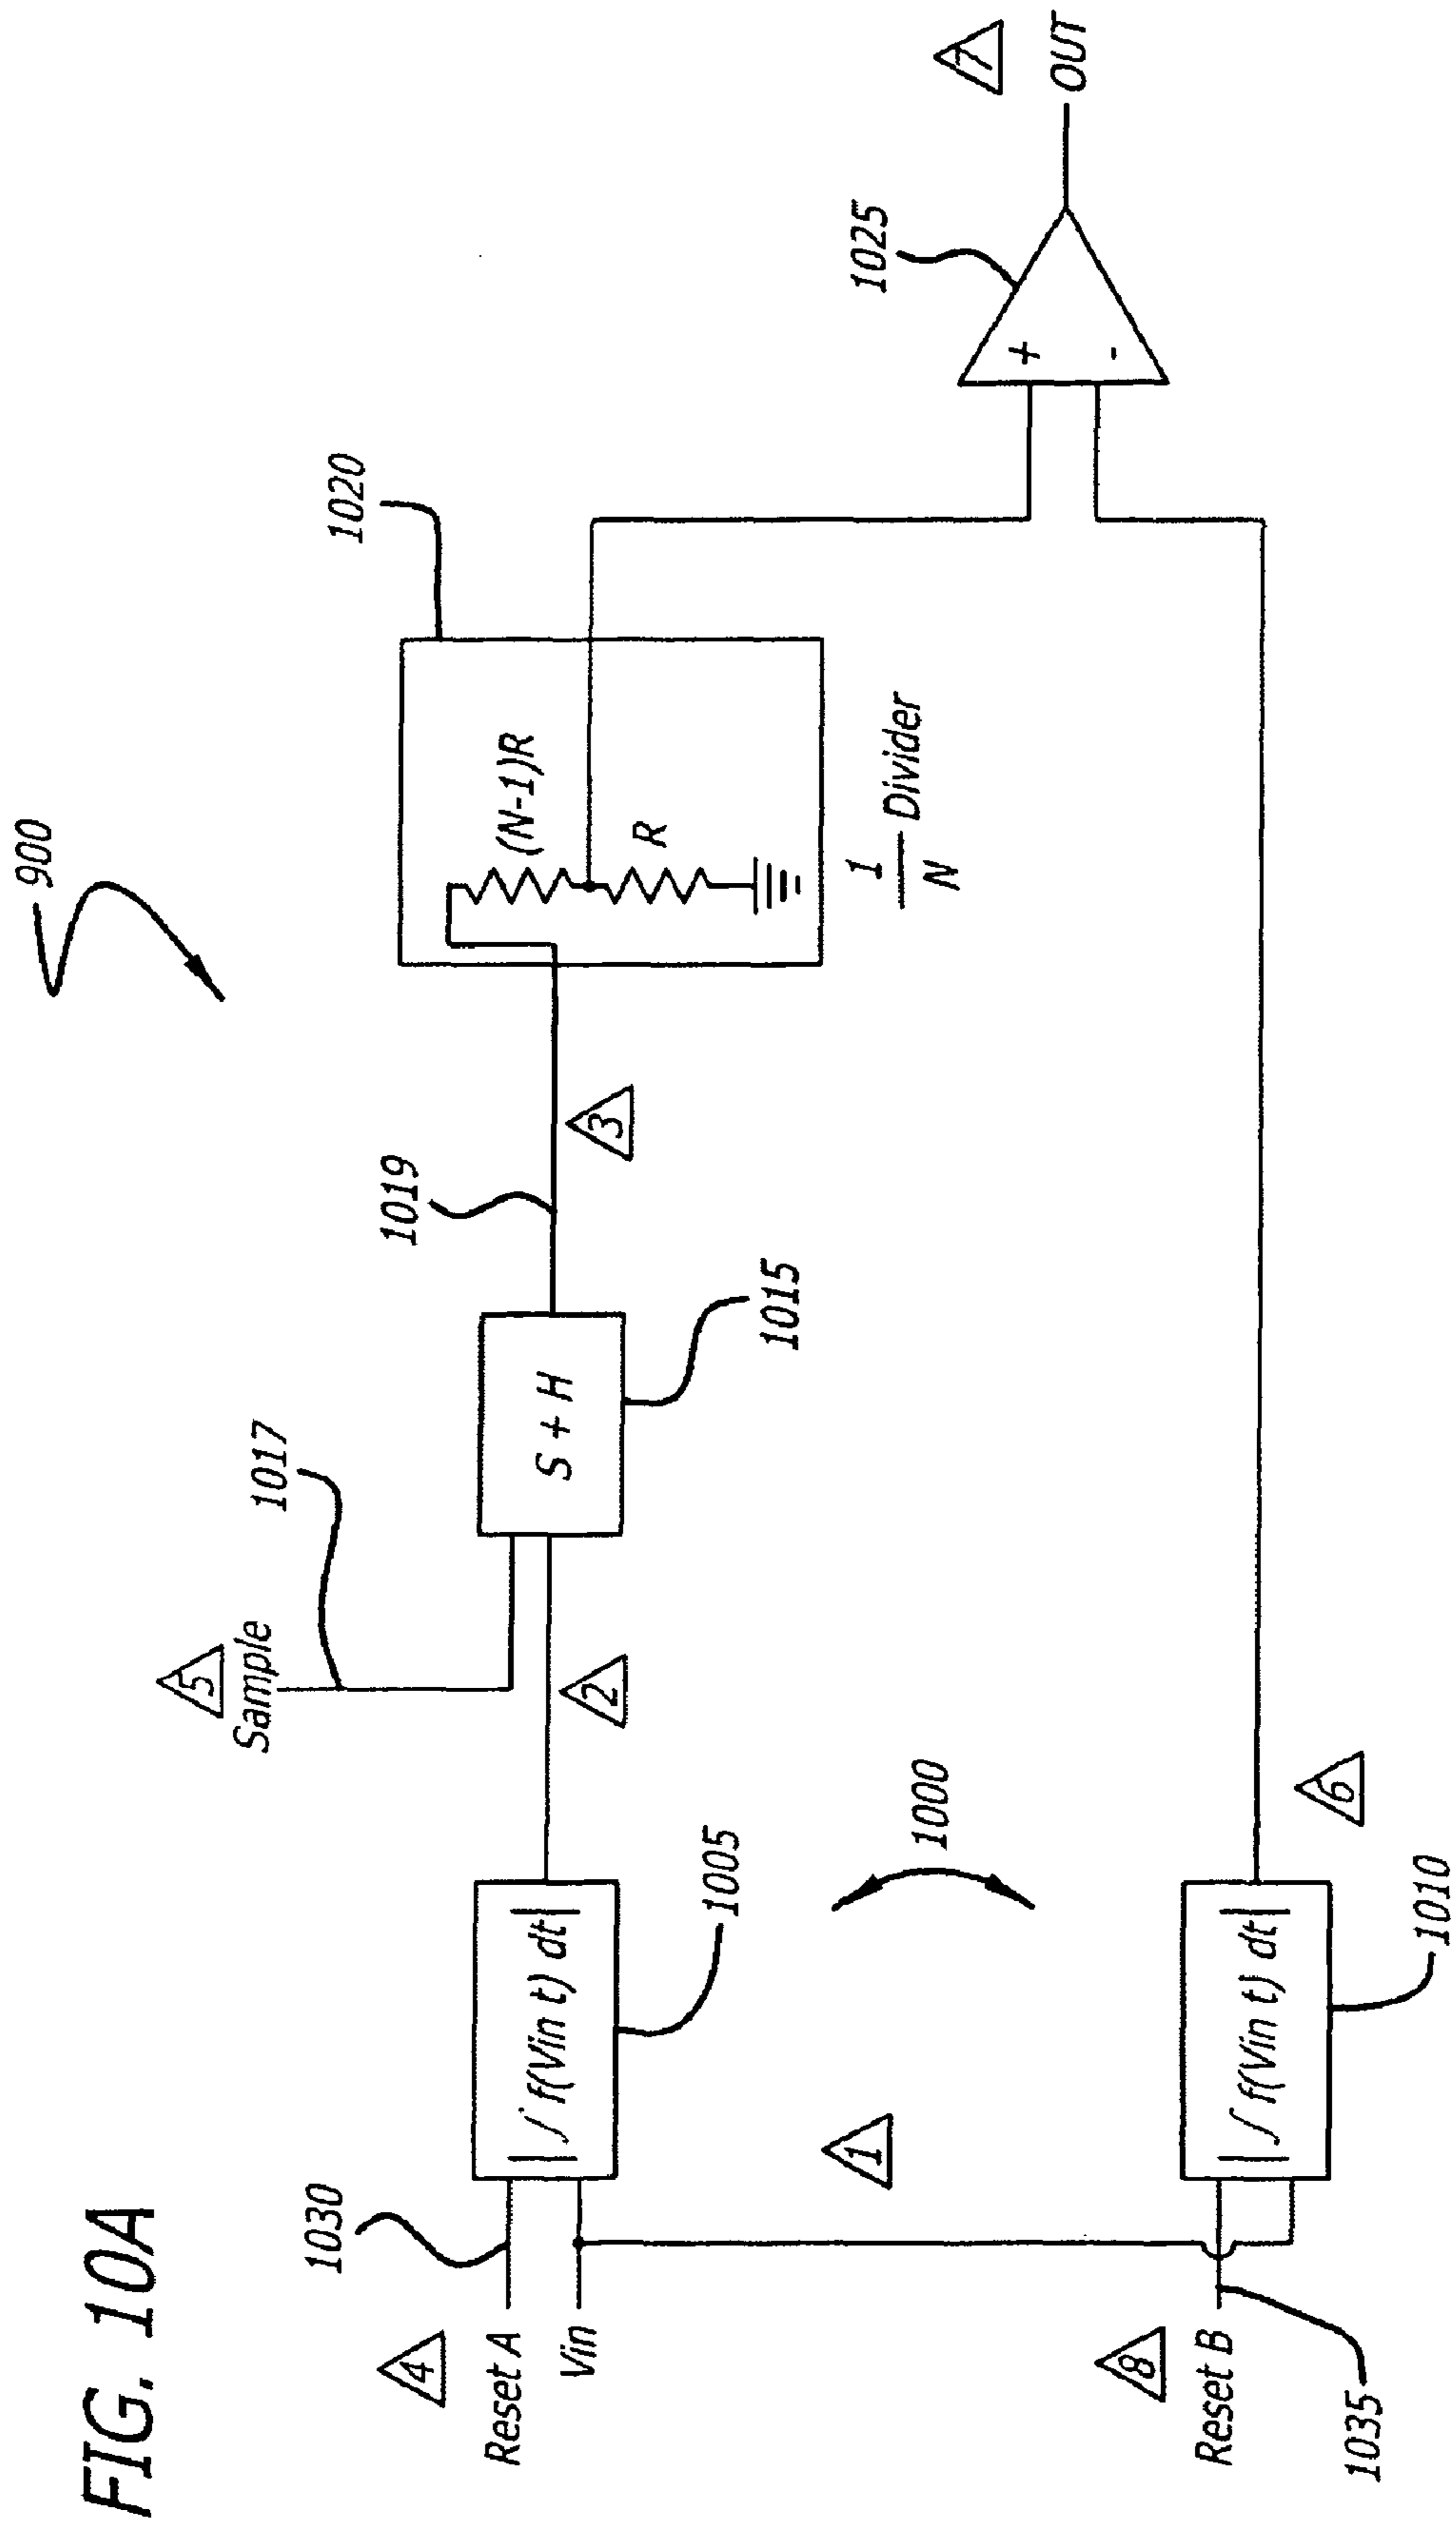 FIG. 10A
900
5
Sample
1017
1019
1020
4
Reset A
Vin
1030
| ∫ f(Vin t) dt |
1005
2
S + H
1015
3
(N-1)R
R
1
N
Divider
1
1000
1025
+
-
7
OUT
8
Reset B
1035
| ∫ f(Vin t) dt |
1010
6